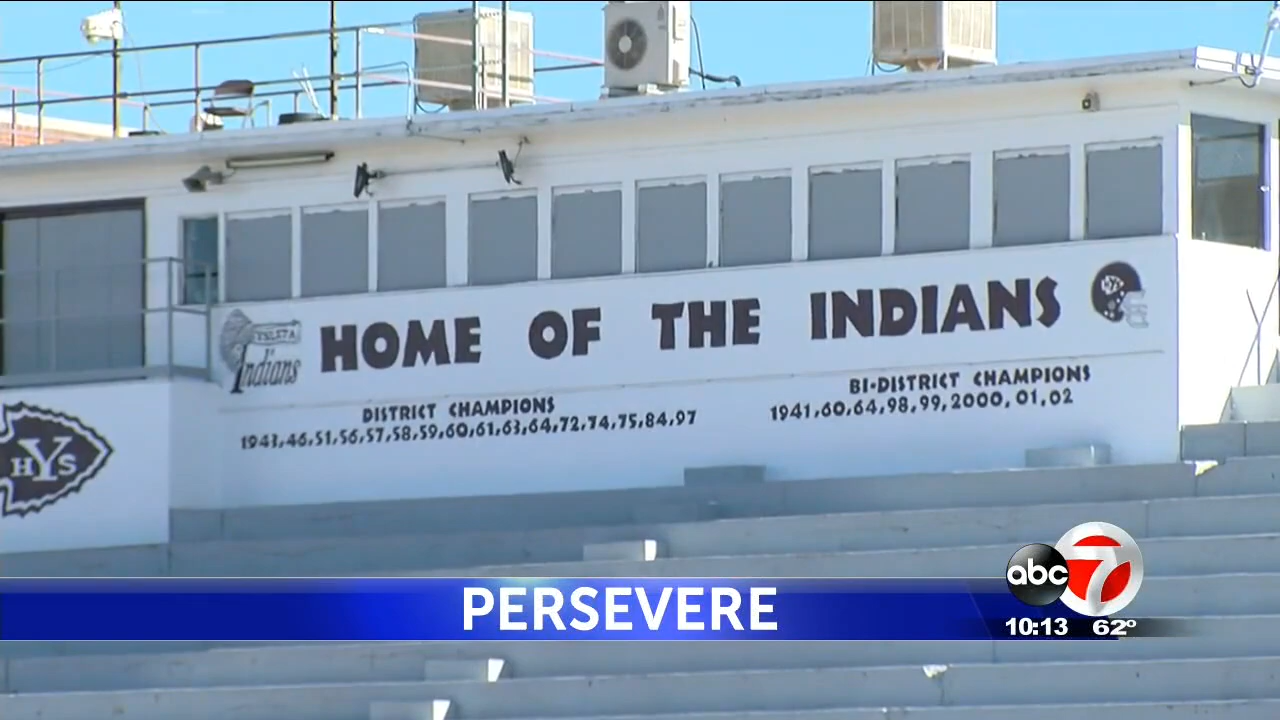 YSLETA
Indians
HOME OF THE INDIANS
DISTRICT CHAMPIONS
1943,46,51,56,57,58,59,60,61,63,64,72,74,75,84,97
BI-DISTRICT CHAMPIONS
1941,60,64,98,99,2000,01,02
HYS
PERSEVERE
abc 7
10:13 62°